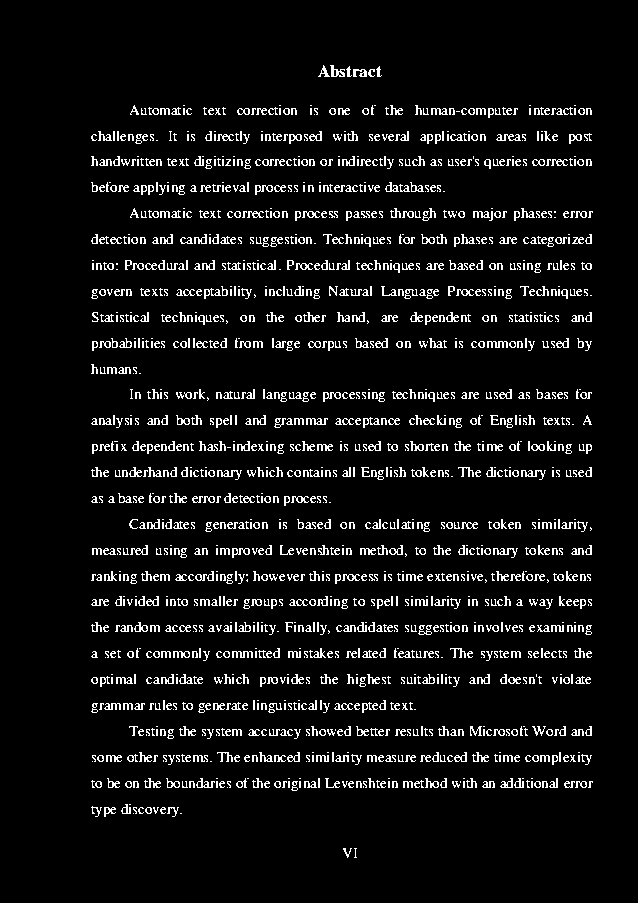 Abstract
Automatic text correction is one of the human-computer interaction
challenges. It is directly interposed with several application areas like post
handwritten text digitizing correction or indirectly such as user's queries correction
before applying a retrieval process in interactive databases.
Automatic text correction process passes through two major phases: error
detection and candidates suggestion. Techniques for both phases are categorized
into: Procedural and statistical. Procedural techniques are based on using rules to
govern texts acceptability, including Natural Language Processing Techniques.
Statistical techniques, on the other hand, are dependent on statistics and
probabilities collected from large corpus based on what is commonly used by
humans.
In this work, natural language processing techniques are used as bases for
analysis and both spell and grammar acceptance checking of English texts. A
prefix dependent hash-indexing scheme is used to shorten the time of looking up
the underhand dictionary which contains all English tokens. The dictionary is used
as a base for the error detection process.
Candidates generation is based on calculating source token similarity,
measured using an improved Levenshtein method, to the dictionary tokens and
ranking them accordingly; however this process is time extensive, therefore, tokens
are divided into smaller groups according to spell similarity in such a way keeps
the random access availability. Finally, candidates suggestion involves examining
a set of commonly committed mistakes related features. The system selects the
optimal candidate which provides the highest suitability and doesn't violate
grammar rules to generate linguistically accepted text.
Testing the system accuracy showed better results than Microsoft Word and
some other systems. The enhanced similarity measure reduced the time complexity
to be on the boundaries of the original Levenshtein method with an additional error
type discovery.
VI